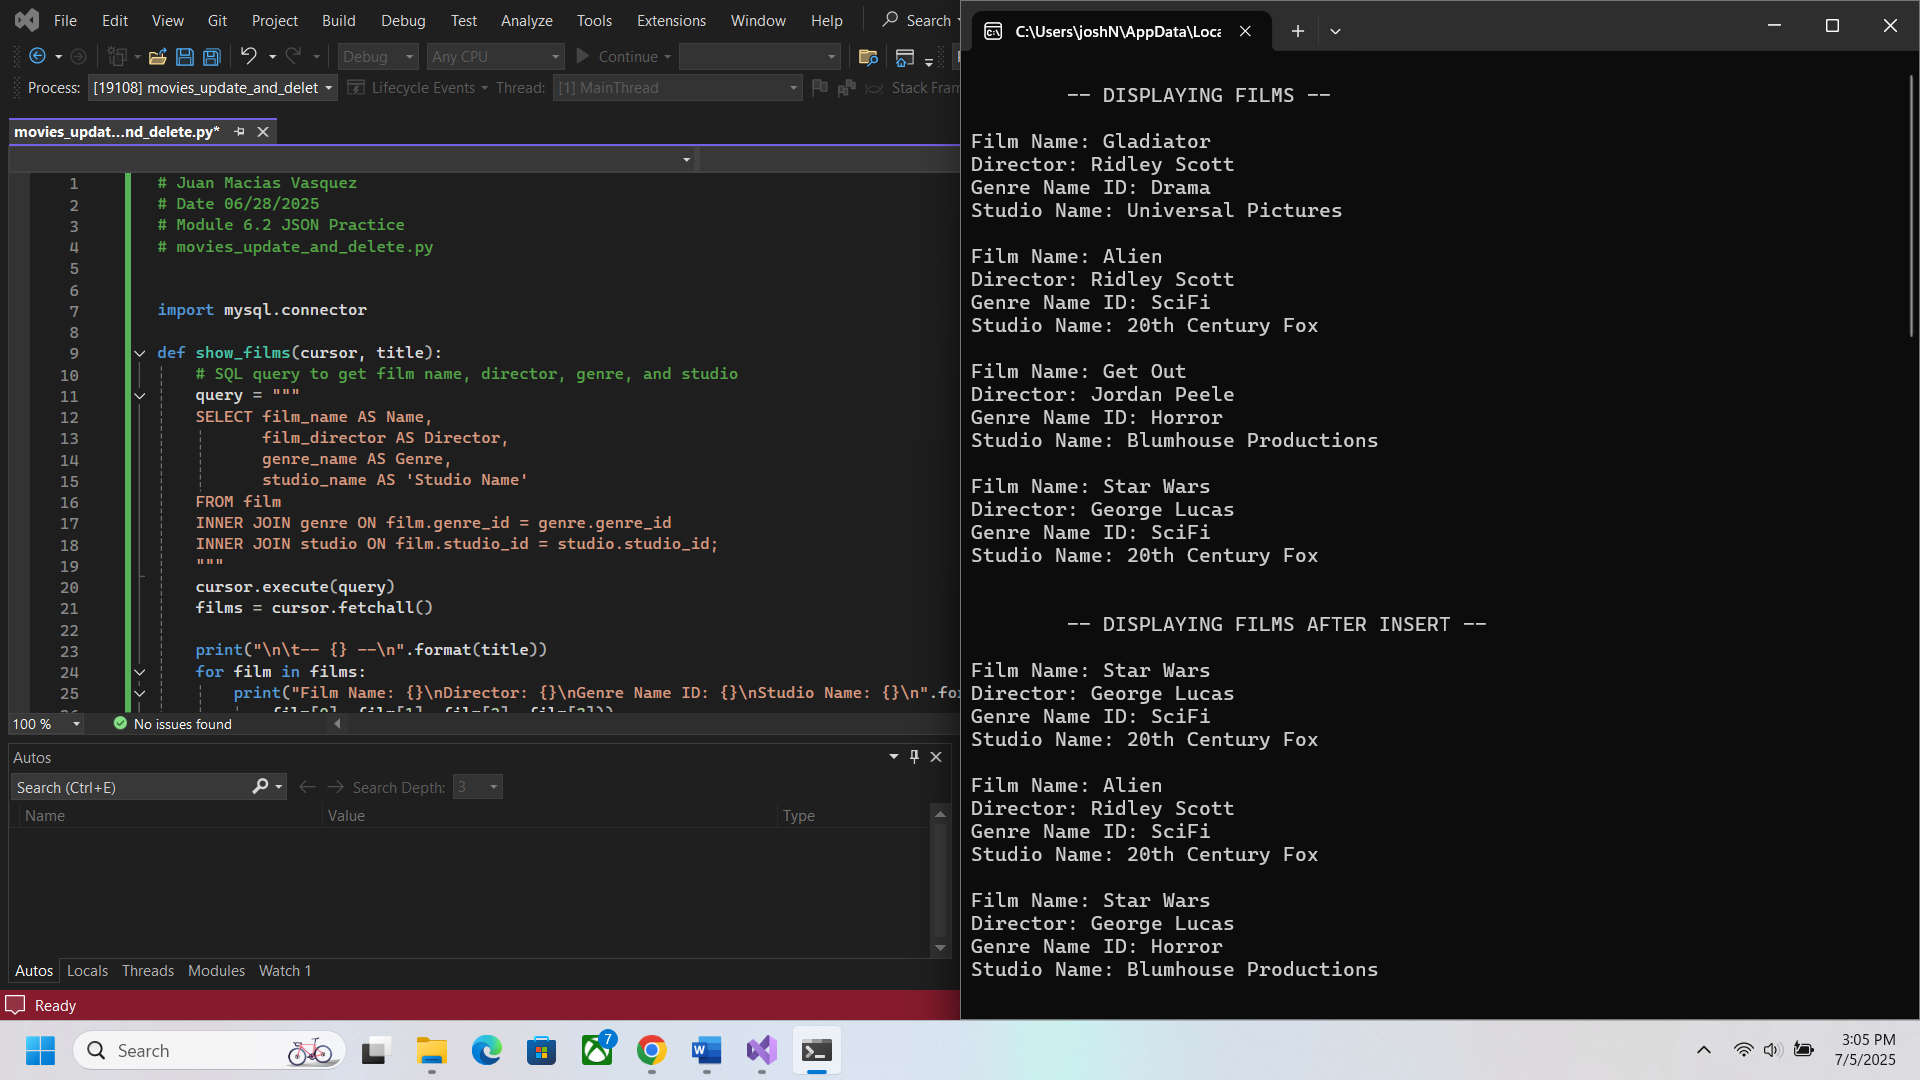 File Edit View Git Project Build Debug Test Analyze Tools Extensions Window Help Search
Debug Any CPU Continue
Process: [19108] movies_update_and_delet Lifecycle Events Thread: [1] MainThread Stack Fram
movies_updat...nd_delete.py*
1 # Juan Macias Vasquez
2 # Date 06/28/2025
3 # Module 6.2 JSON Practice
4 # movies_update_and_delete.py
5
6
7 import mysql.connector
8
9 def show_films(cursor, title):
10 # SQL query to get film name, director, genre, and studio
11 query = """
12 SELECT film_name AS Name,
13 film_director AS Director,
14 genre_name AS Genre,
15 studio_name AS 'Studio Name'
16 FROM film
17 INNER JOIN genre ON film.genre_id = genre.genre_id
18 INNER JOIN studio ON film.studio_id = studio.studio_id;
19 """
20 cursor.execute(query)
21 films = cursor.fetchall()
22
23 print("\n\t-- {} --\n".format(title))
24 for film in films:
25 print("Film Name: {}\nDirector: {}\nGenre Name ID: {}\nStudio Name: {}\n".fo
100 % No issues found
Autos
Search (Ctrl+E) Search Depth: 3
Name Value Type
Autos Locals Threads Modules Watch 1
Ready
C:\Users\joshN\AppData\Loca
-- DISPLAYING FILMS --
Film Name: Gladiator
Director: Ridley Scott
Genre Name ID: Drama
Studio Name: Universal Pictures
Film Name: Alien
Director: Ridley Scott
Genre Name ID: SciFi
Studio Name: 20th Century Fox
Film Name: Get Out
Director: Jordan Peele
Genre Name ID: Horror
Studio Name: Blumhouse Productions
Film Name: Star Wars
Director: George Lucas
Genre Name ID: SciFi
Studio Name: 20th Century Fox
-- DISPLAYING FILMS AFTER INSERT --
Film Name: Star Wars
Director: George Lucas
Genre Name ID: SciFi
Studio Name: 20th Century Fox
Film Name: Alien
Director: Ridley Scott
Genre Name ID: SciFi
Studio Name: 20th Century Fox
Film Name: Star Wars
Director: George Lucas
Genre Name ID: Horror
Studio Name: Blumhouse Productions
Search
7
3:05 PM
7/5/2025